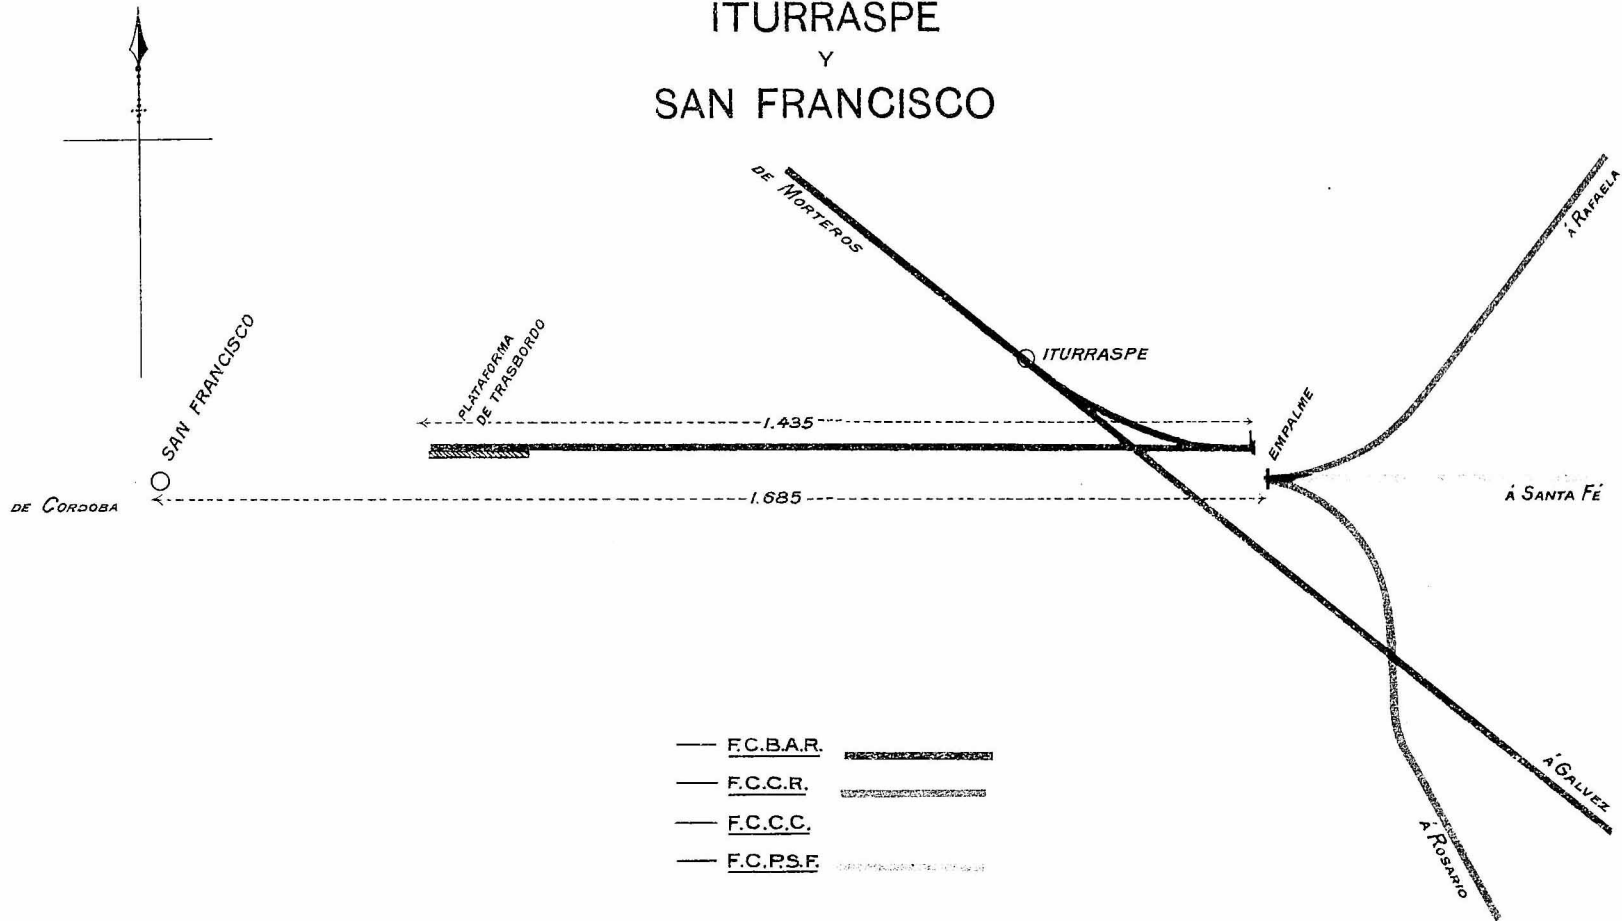 ITURRASPE
Y
SAN FRANCISCO
DE MORTEROS
Á RAFAELA
SAN FRANCISCO
PLATAFORMA
DE TRASBORDO
ITURRASPE
1.435
EMPALME
DE CORDOBA
1.685
Á SANTA FÉ
F.C.B.A.R.
F.C.C.R.
F.C.C.C.
F.C.P.S.F.
Á GALVEZ
Á ROSARIO